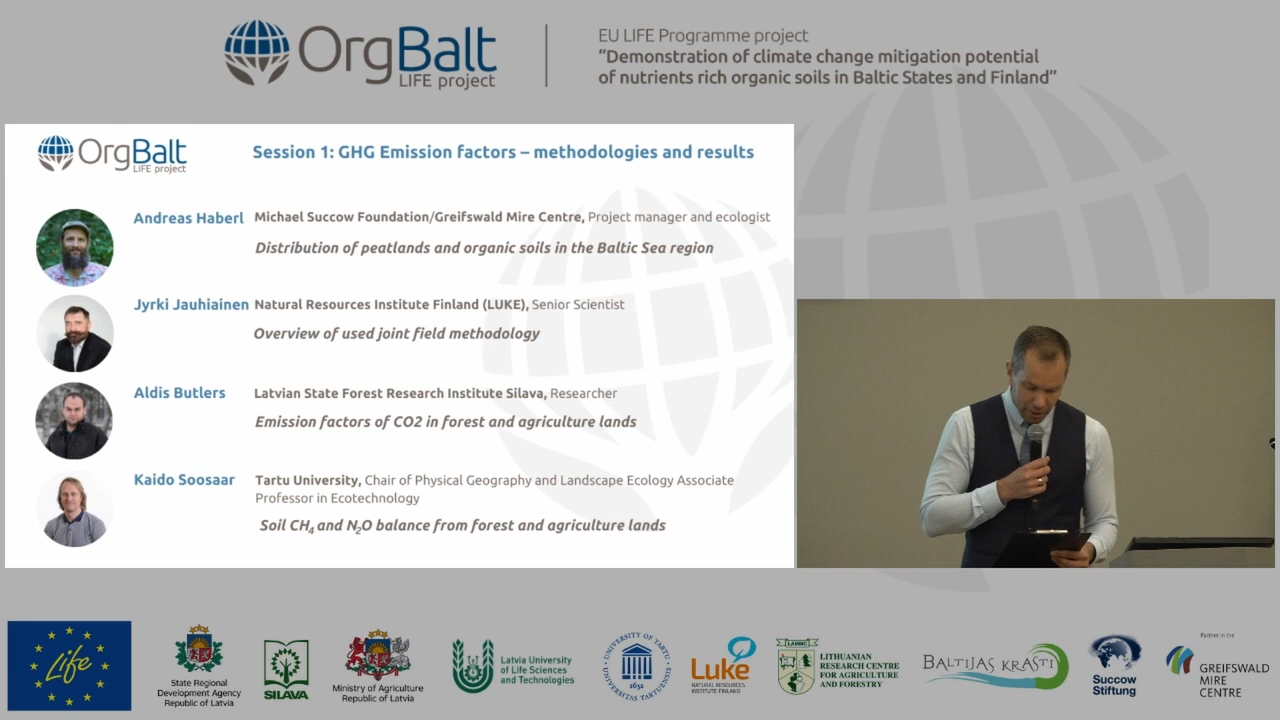 OrgBalt
LIFE project
EU LIFE Programme project
"Demonstration of climate change mitigation potential
of nutrients rich organic soils in Baltic States and Finland"
OrgBalt
LIFE project
Session 1: GHG Emission factors – methodologies and results
Andreas Haberl
Michael Succow Foundation/Greifswald Mire Centre, Project manager and ecologist
Distribution of peatlands and organic soils in the Baltic Sea region
Jyrki Jauhiainen
Natural Resources Institute Finland (LUKE), Senior Scientist
Overview of used joint field methodology
Aldis Butlers
Latvian State Forest Research Institute Silava, Researcher
Emission factors of CO2 in forest and agriculture lands
Kaido Soosaar
Tartu University, Chair of Physical Geography and Landscape Ecology Associate
Professor in Ecotechnology
Soil CH4 and N2O balance from forest and agriculture lands
Life
State Regional
Development Agency
Republic of Latvia
SILAVA
Ministry of Agriculture
Republic of Latvia
Latvia University
of Life Sciences
and Technologies
UNIVERSITY OF TARTU
UNIVERSITAS TARTUENSIS
1632
Luke
NATURAL RESOURCES
INSTITUTE FINLAND
LAMMC
LITHUANIAN
RESEARCH CENTRE
FOR AGRICULTURE
AND FORESTRY
BALTIJAS KRASTI
Succow
Stiftung
Partner in the
GREIFSWALD
MIRE
CENTRE